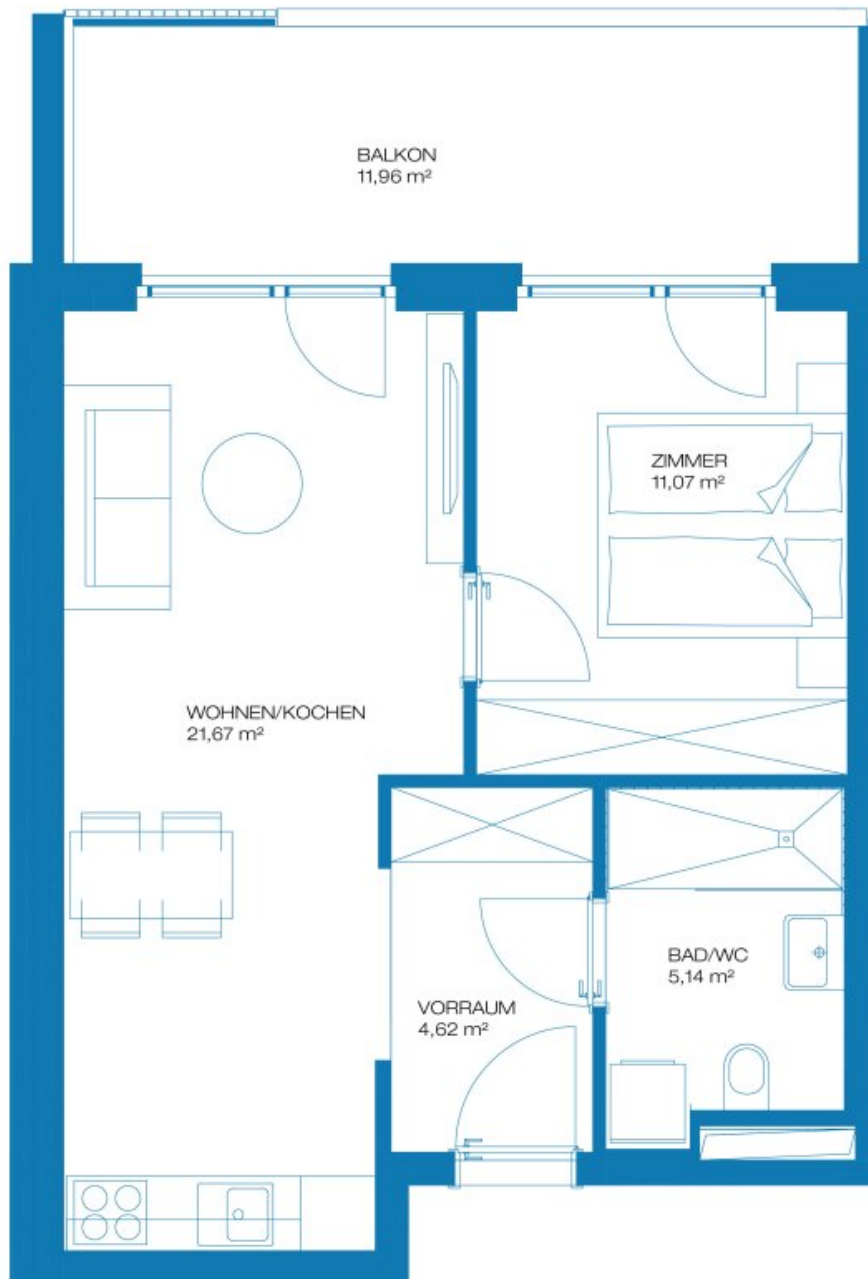 BALKON
11,96 m²
ZIMMER
11,07 m²
WOHNEN/KOCHEN
21,67 m²
BAD/WC
5,14 m²
VORRAUM
4,62 m²